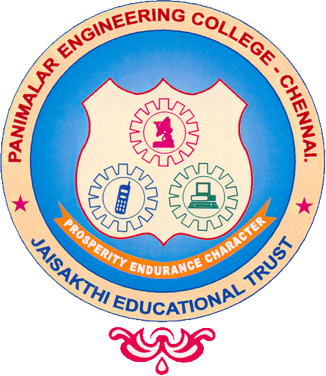 PANIMALAR ENGINEERING COLLEGE - CHENNAI.
PROSPERITY ENDURANCE CHARACTER
JAISAKTHI EDUCATIONAL TRUST